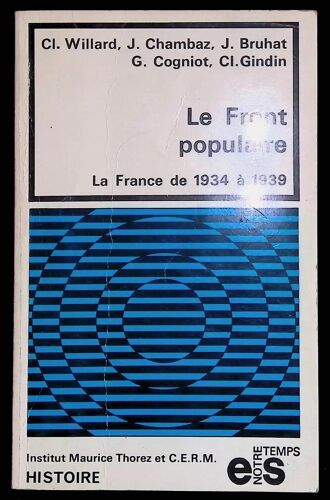 Cl. Willard, J. Chambaz, J. Bruhat
G. Cogniot, Cl.Gindin
Le Front
populaire
La France de 1934 à 1939
Institut Maurice Thorez et C.E.R.M.
HISTOIRE
es
NOTRE
TEMPS